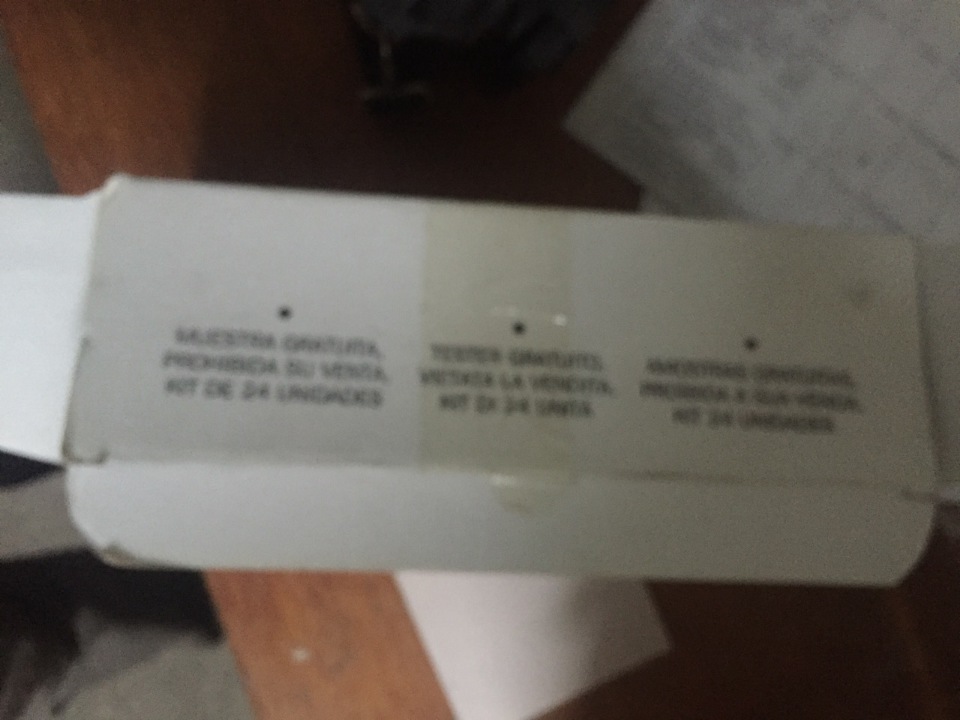 MUESTRA GRATUITA,
PROHIBIDA SU VENTA.
KIT DE 24 UNIDADES
TESTER GRATUITO,
VIETATA LA VENDITA.
KIT DI 24 UNITÀ
AMOSTRAS GRATUITAS,
PROIBIDA A SUA VENDA.
KIT 24 UNIDADES